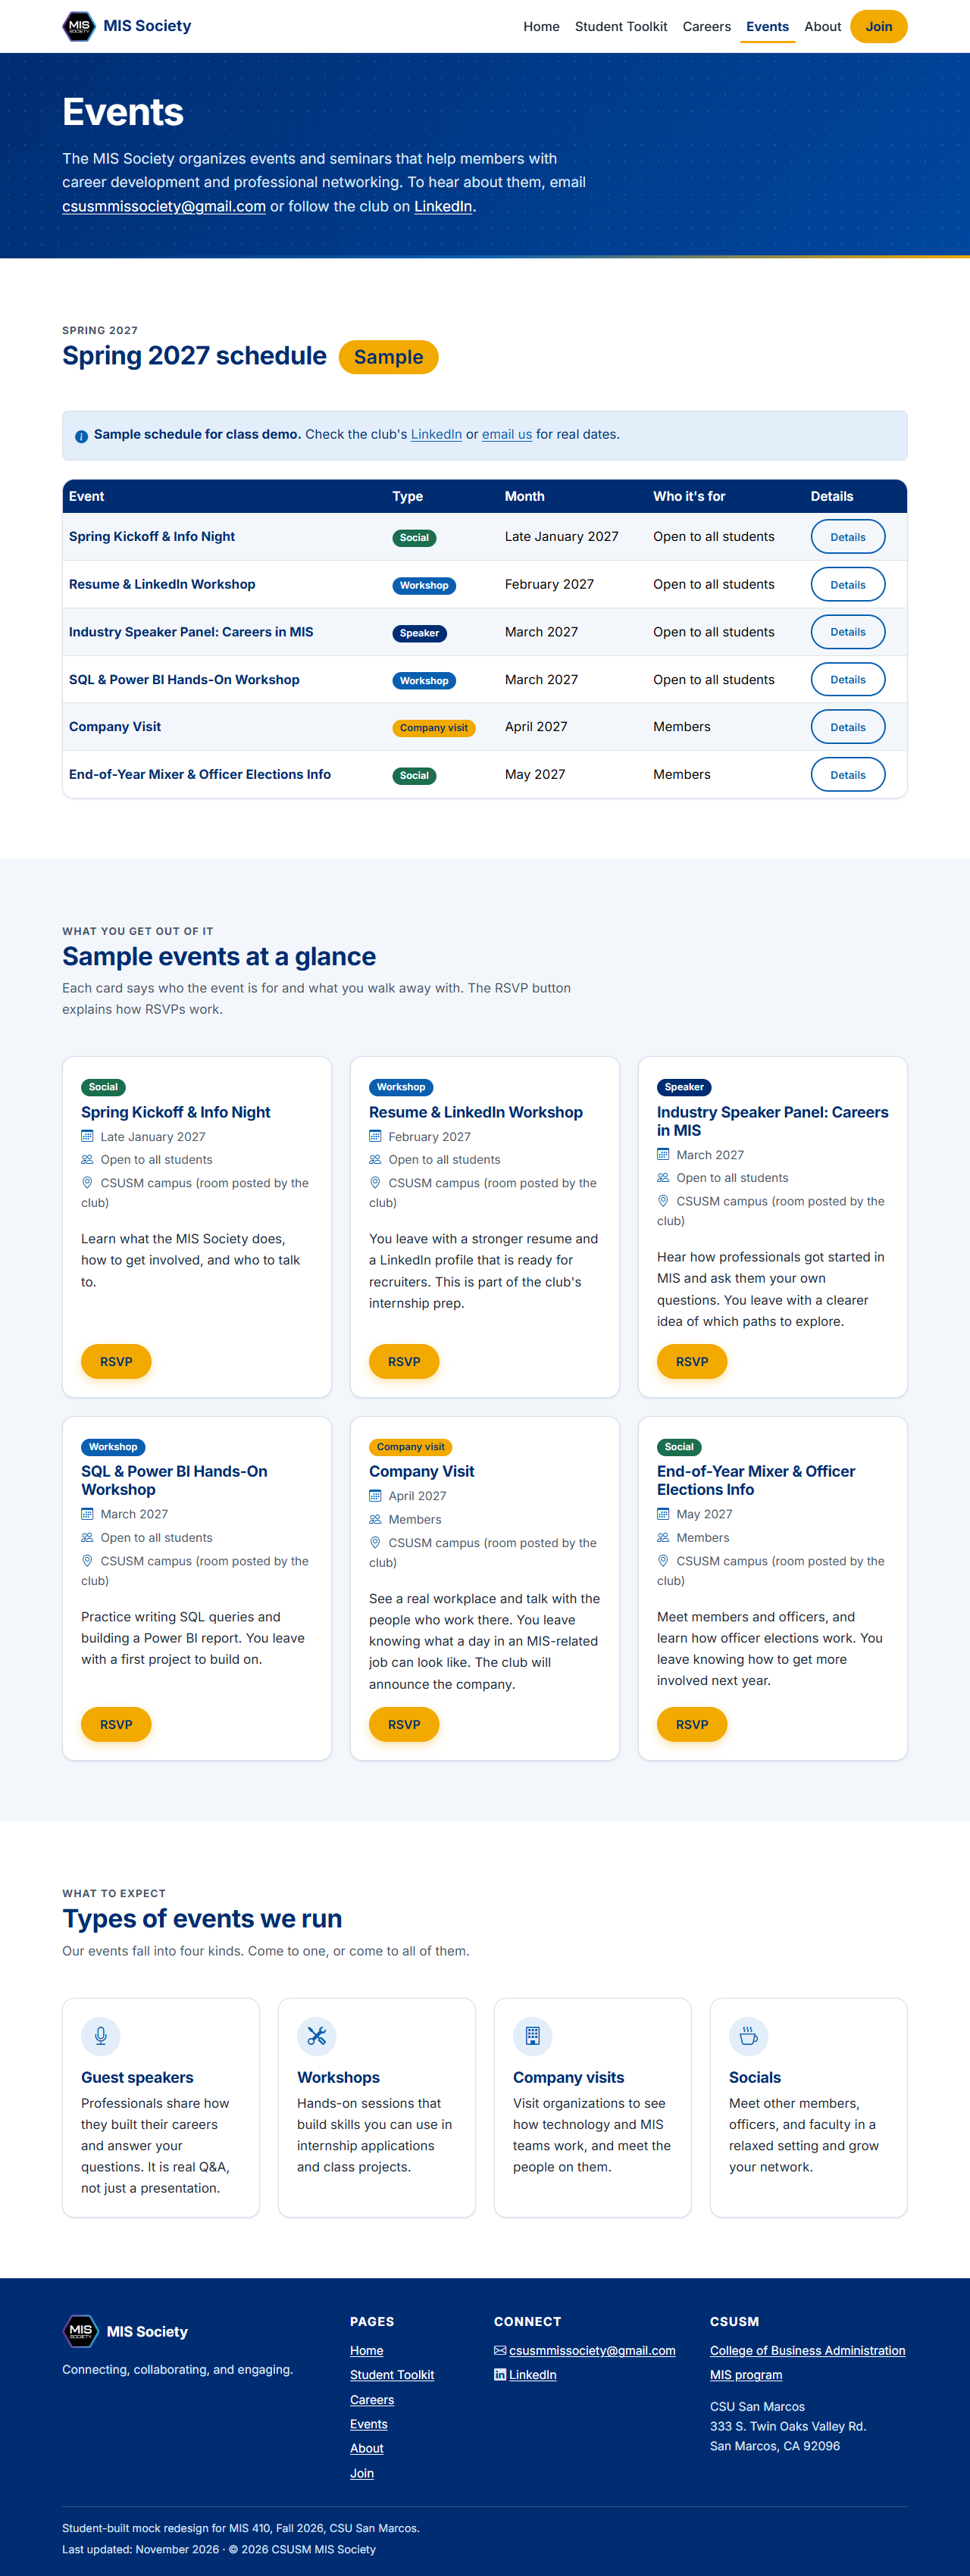 MIS SOCIETY MIS Society Home Student Toolkit Careers Events About Join
Events
The MIS Society organizes events and seminars that help members with
career development and professional networking. To hear about them, email
csusmmissociety@gmail.com or follow the club on LinkedIn.
SPRING 2027
Spring 2027 schedule Sample
Sample schedule for class demo. Check the club's LinkedIn or email us for real dates.
Event Type Month Who it's for Details
Spring Kickoff & Info Night Social Late January 2027 Open to all students Details
Resume & LinkedIn Workshop Workshop February 2027 Open to all students Details
Industry Speaker Panel: Careers in MIS Speaker March 2027 Open to all students Details
SQL & Power BI Hands-On Workshop Workshop March 2027 Open to all students Details
Company Visit Company visit April 2027 Members Details
End-of-Year Mixer & Officer Elections Info Social May 2027 Members Details
WHAT YOU GET OUT OF IT
Sample events at a glance
Each card says who the event is for and what you walk away with. The RSVP button
explains how RSVPs work.
Social
Spring Kickoff & Info Night
Late January 2027
Open to all students
CSUSM campus (room posted by the
club)
Learn what the MIS Society does,
how to get involved, and who to talk
to.
RSVP
Workshop
Resume & LinkedIn Workshop
February 2027
Open to all students
CSUSM campus (room posted by the
club)
You leave with a stronger resume and
a LinkedIn profile that is ready for
recruiters. This is part of the club's
internship prep.
RSVP
Speaker
Industry Speaker Panel: Careers
in MIS
March 2027
Open to all students
CSUSM campus (room posted by the
club)
Hear how professionals got started in
MIS and ask them your own
questions. You leave with a clearer
idea of which paths to explore.
RSVP
Workshop
SQL & Power BI Hands-On
Workshop
March 2027
Open to all students
CSUSM campus (room posted by the
club)
Practice writing SQL queries and
building a Power BI report. You leave
with a first project to build on.
RSVP
Company visit
Company Visit
April 2027
Members
CSUSM campus (room posted by the
club)
See a real workplace and talk with the
people who work there. You leave
knowing what a day in an MIS-related
job can look like. The club will
announce the company.
RSVP
Social
End-of-Year Mixer & Officer
Elections Info
May 2027
Members
CSUSM campus (room posted by the
club)
Meet members and officers, and
learn how officer elections work. You
leave knowing how to get more
involved next year.
RSVP
WHAT TO EXPECT
Types of events we run
Our events fall into four kinds. Come to one, or come to all of them.
Guest speakers
Professionals share how
they built their careers
and answer your
questions. It is real Q&A,
not just a presentation.
Workshops
Hands-on sessions that
build skills you can use in
internship applications
and class projects.
Company visits
Visit organizations to see
how technology and MIS
teams work, and meet the
people on them.
Socials
Meet other members,
officers, and faculty in a
relaxed setting and grow
your network.
MIS SOCIETY MIS Society
Connecting, collaborating, and engaging.
PAGES
Home
Student Toolkit
Careers
Events
About
Join
CONNECT
csusmmissociety@gmail.com
LinkedIn
CSUSM
College of Business Administration
MIS program
CSU San Marcos
333 S. Twin Oaks Valley Rd.
San Marcos, CA 92096
Student-built mock redesign for MIS 410, Fall 2026, CSU San Marcos.
Last updated: November 2026 · © 2026 CSUSM MIS Society